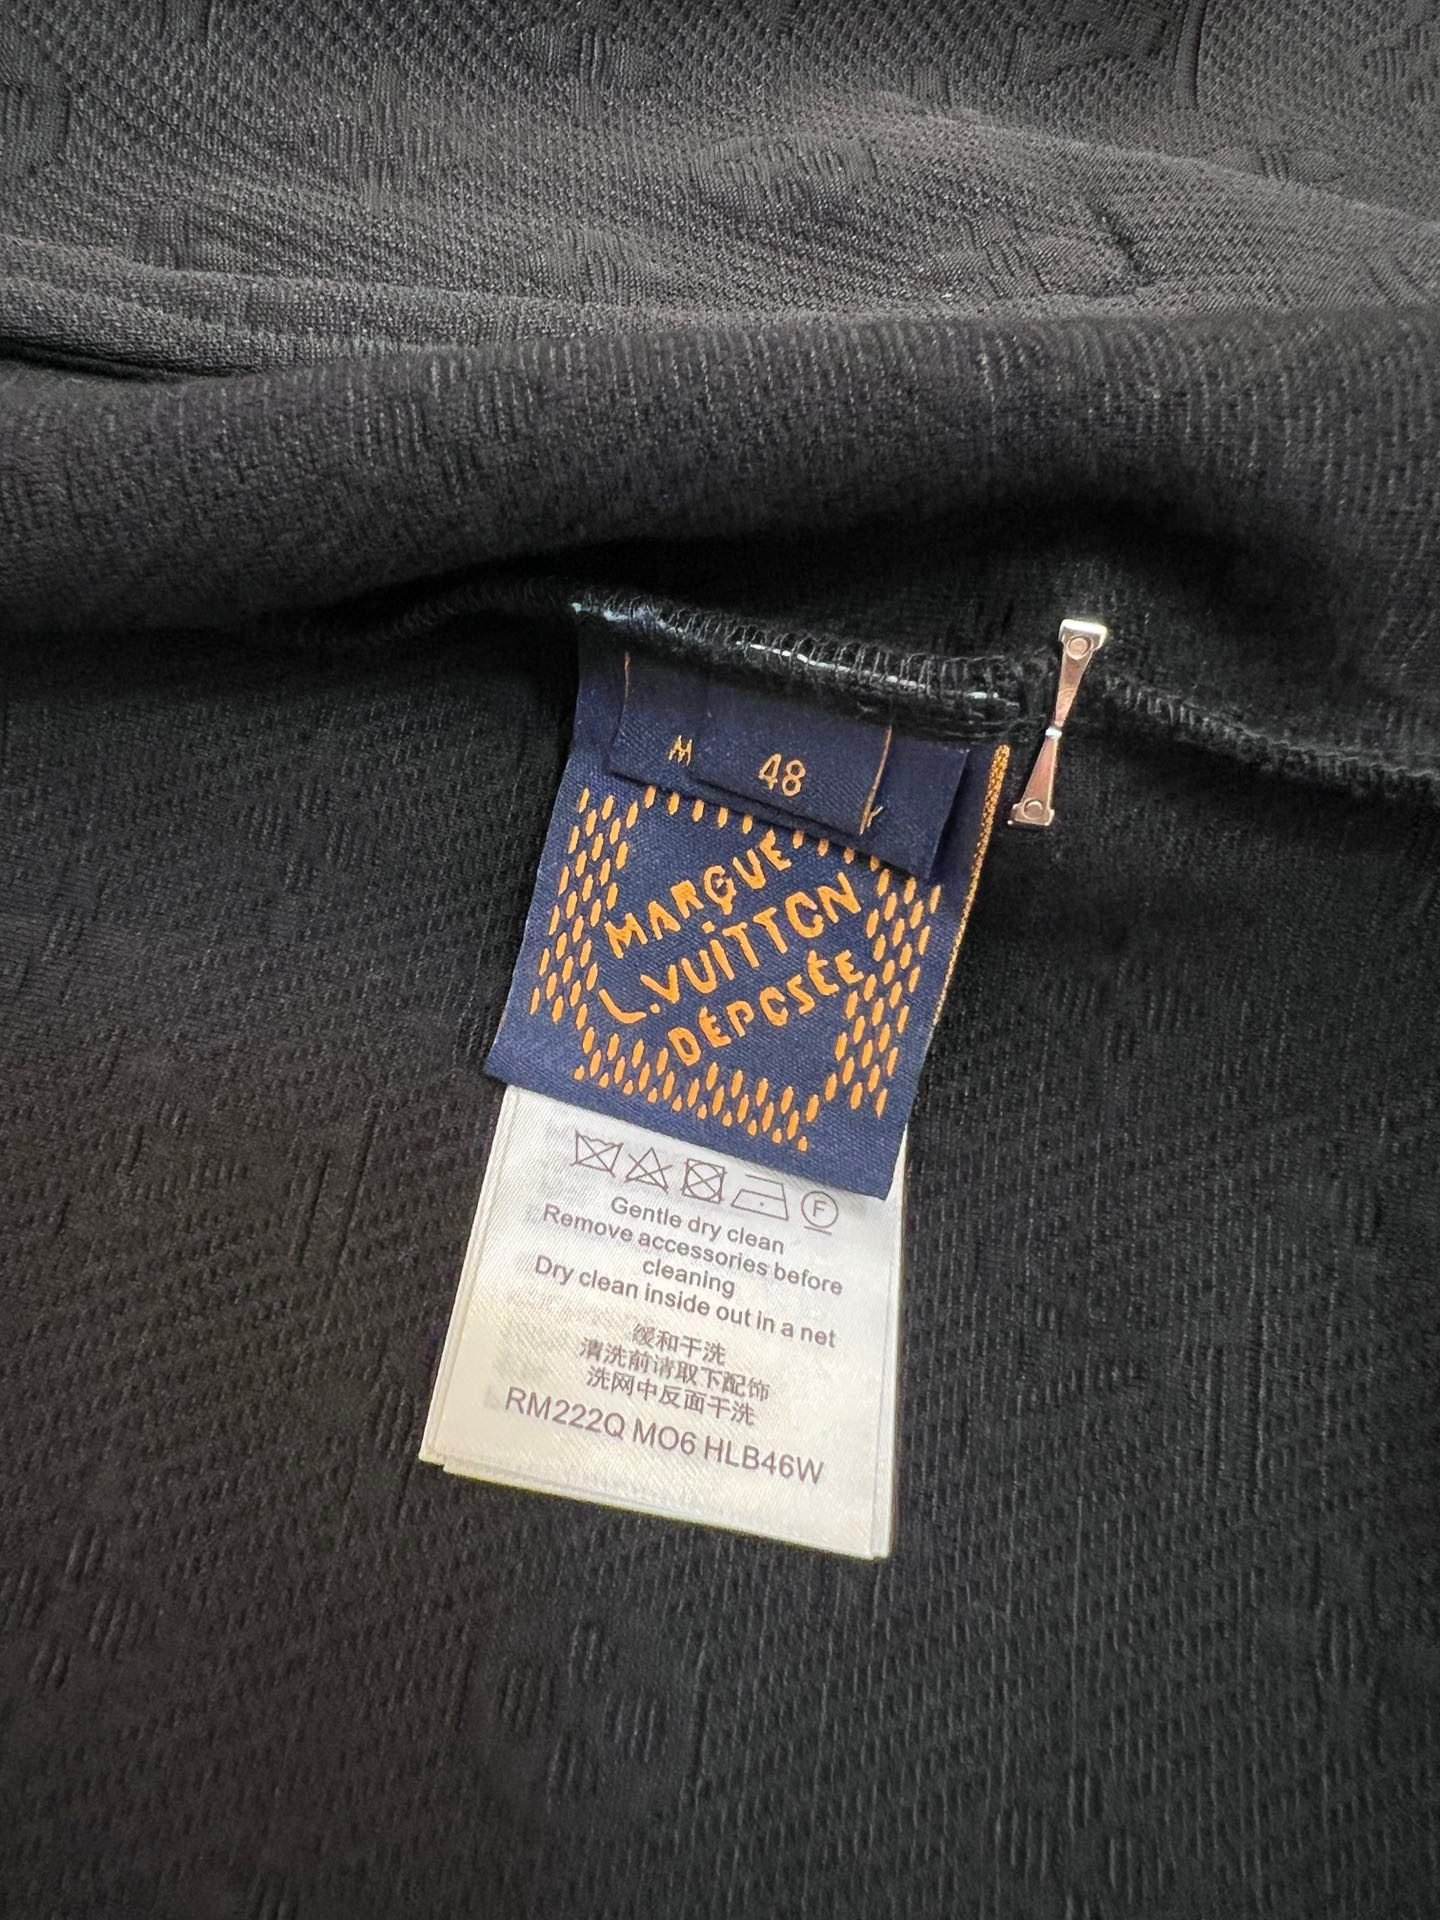 M
48
MARQUE
L.VUITTON
DÉPOSÉE
F
Gentle dry clean
Remove accessories before
cleaning
Dry clean inside out in a net
缓和干洗
清洗前请取下配饰
洗网中反面干洗
RM222Q MO6 HLB46W